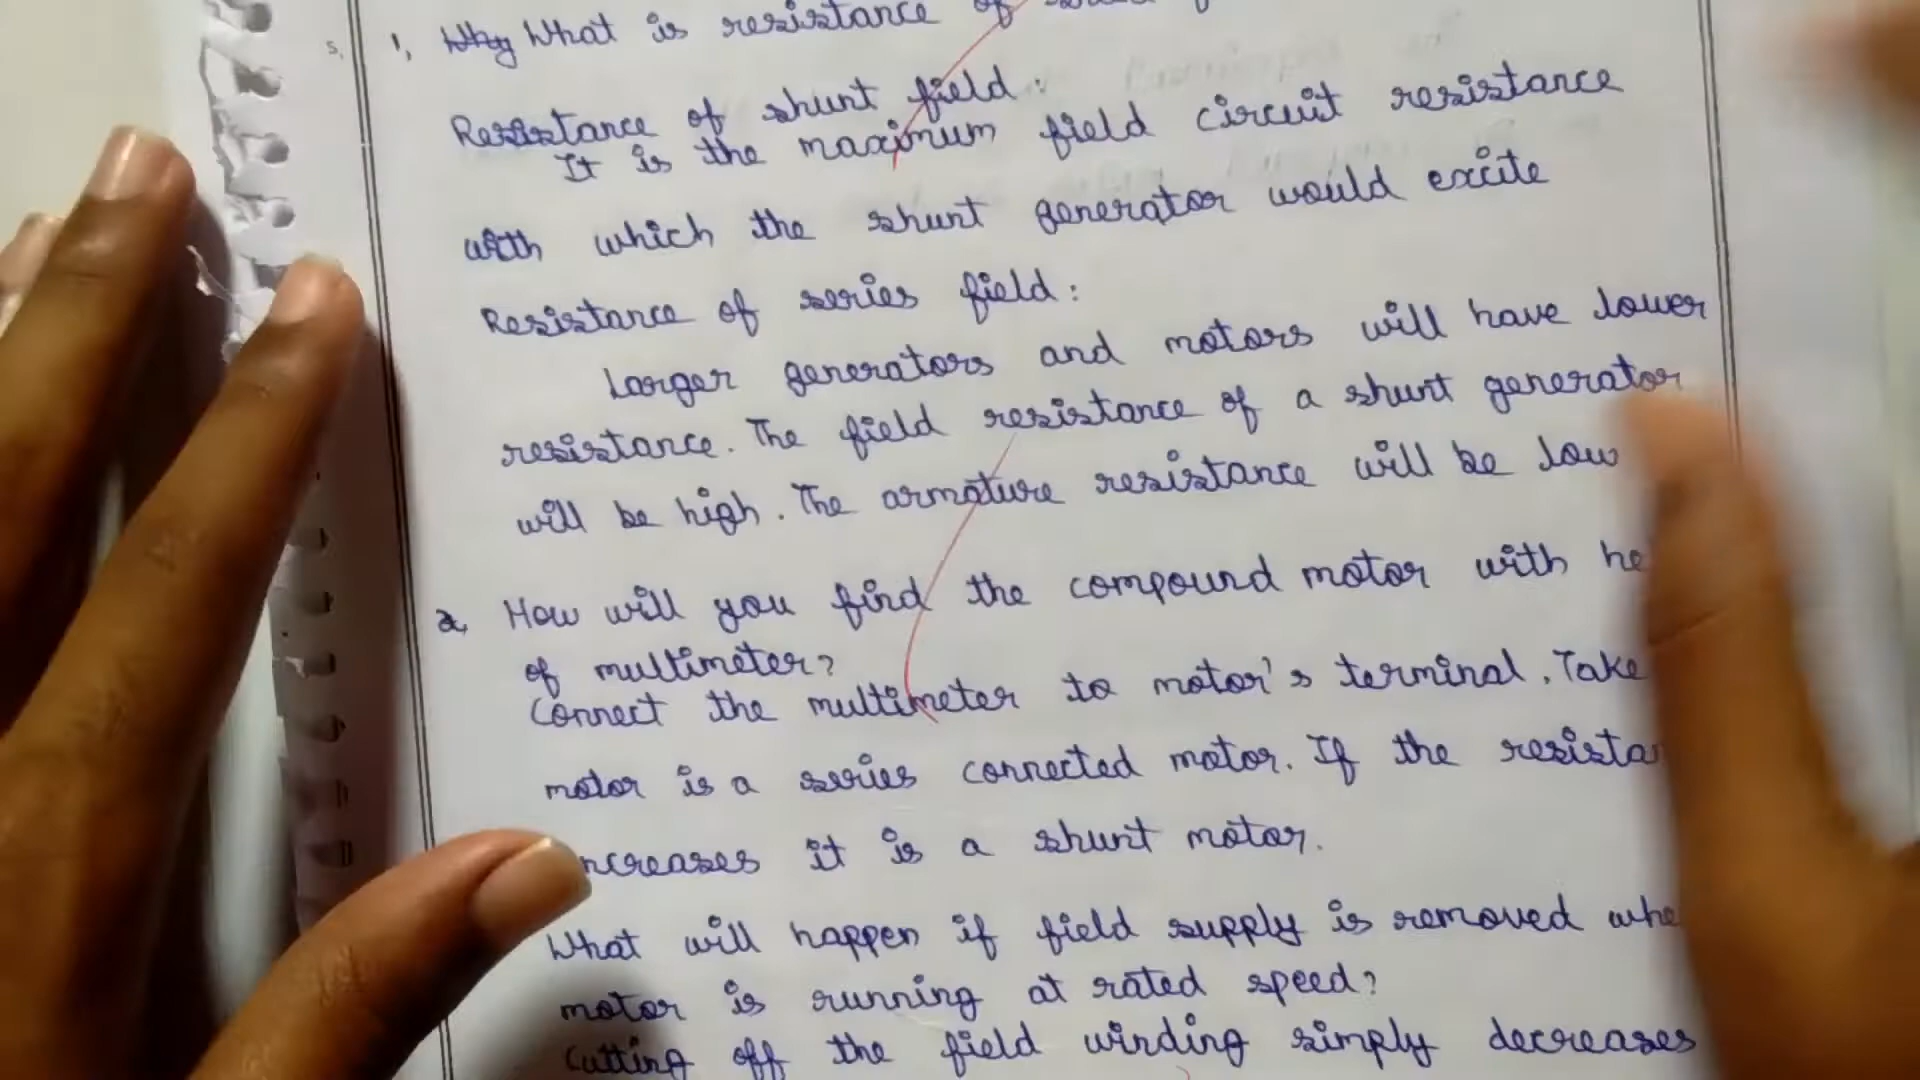 1, Why What is resistance of
Resistance of shunt field:
It is the maximum field circuit resistance
with which the shunt generator would excite
Resistance of series field:
Larger generators and motors will have lower
resistance. The field resistance of a shunt generator
will be high. The armature resistance will be low
2, How will you find the compound motor with
of multimeter?
Connect the multimeter to motor's terminal. Take
motor is a series connected motor. If the
increases it is a shunt motor.
What will happen if field supply is removed
motor is running at rated speed?
Cutting off the field winding simply decreases